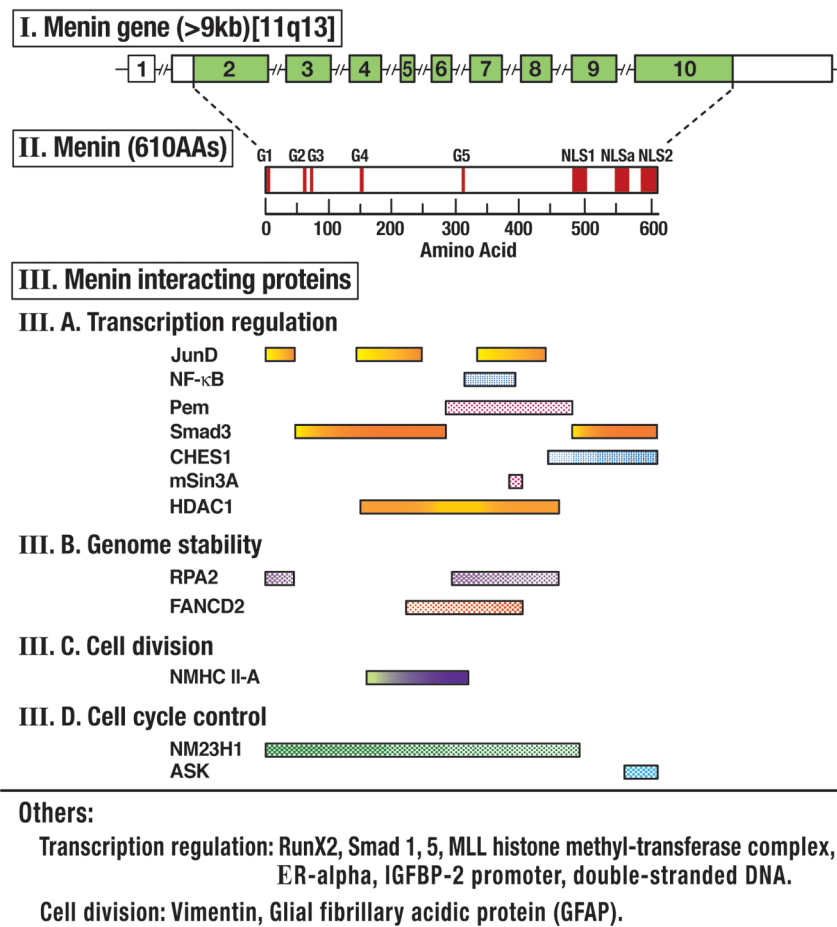 I. Menin gene (>9kb)[11q13]
1 2 3 4 5 6 7 8 9 10
II. Menin (610AAs)
G1 G2 G3 G4 G5 NLS1 NLSa NLS2
0 100 200 300 400 500 600
Amino Acid
III. Menin interacting proteins
III. A. Transcription regulation
JunD
NF-κB
Pem
Smad3
CHES1
mSin3A
HDAC1
III. B. Genome stability
RPA2
FANCD2
III. C. Cell division
NMHC II-A
III. D. Cell cycle control
NM23H1
ASK
Others:
Transcription regulation: RunX2, Smad 1, 5, MLL histone methyl-transferase complex,
ER-alpha, IGFBP-2 promoter, double-stranded DNA.
Cell division: Vimentin, Glial fibrillary acidic protein (GFAP).